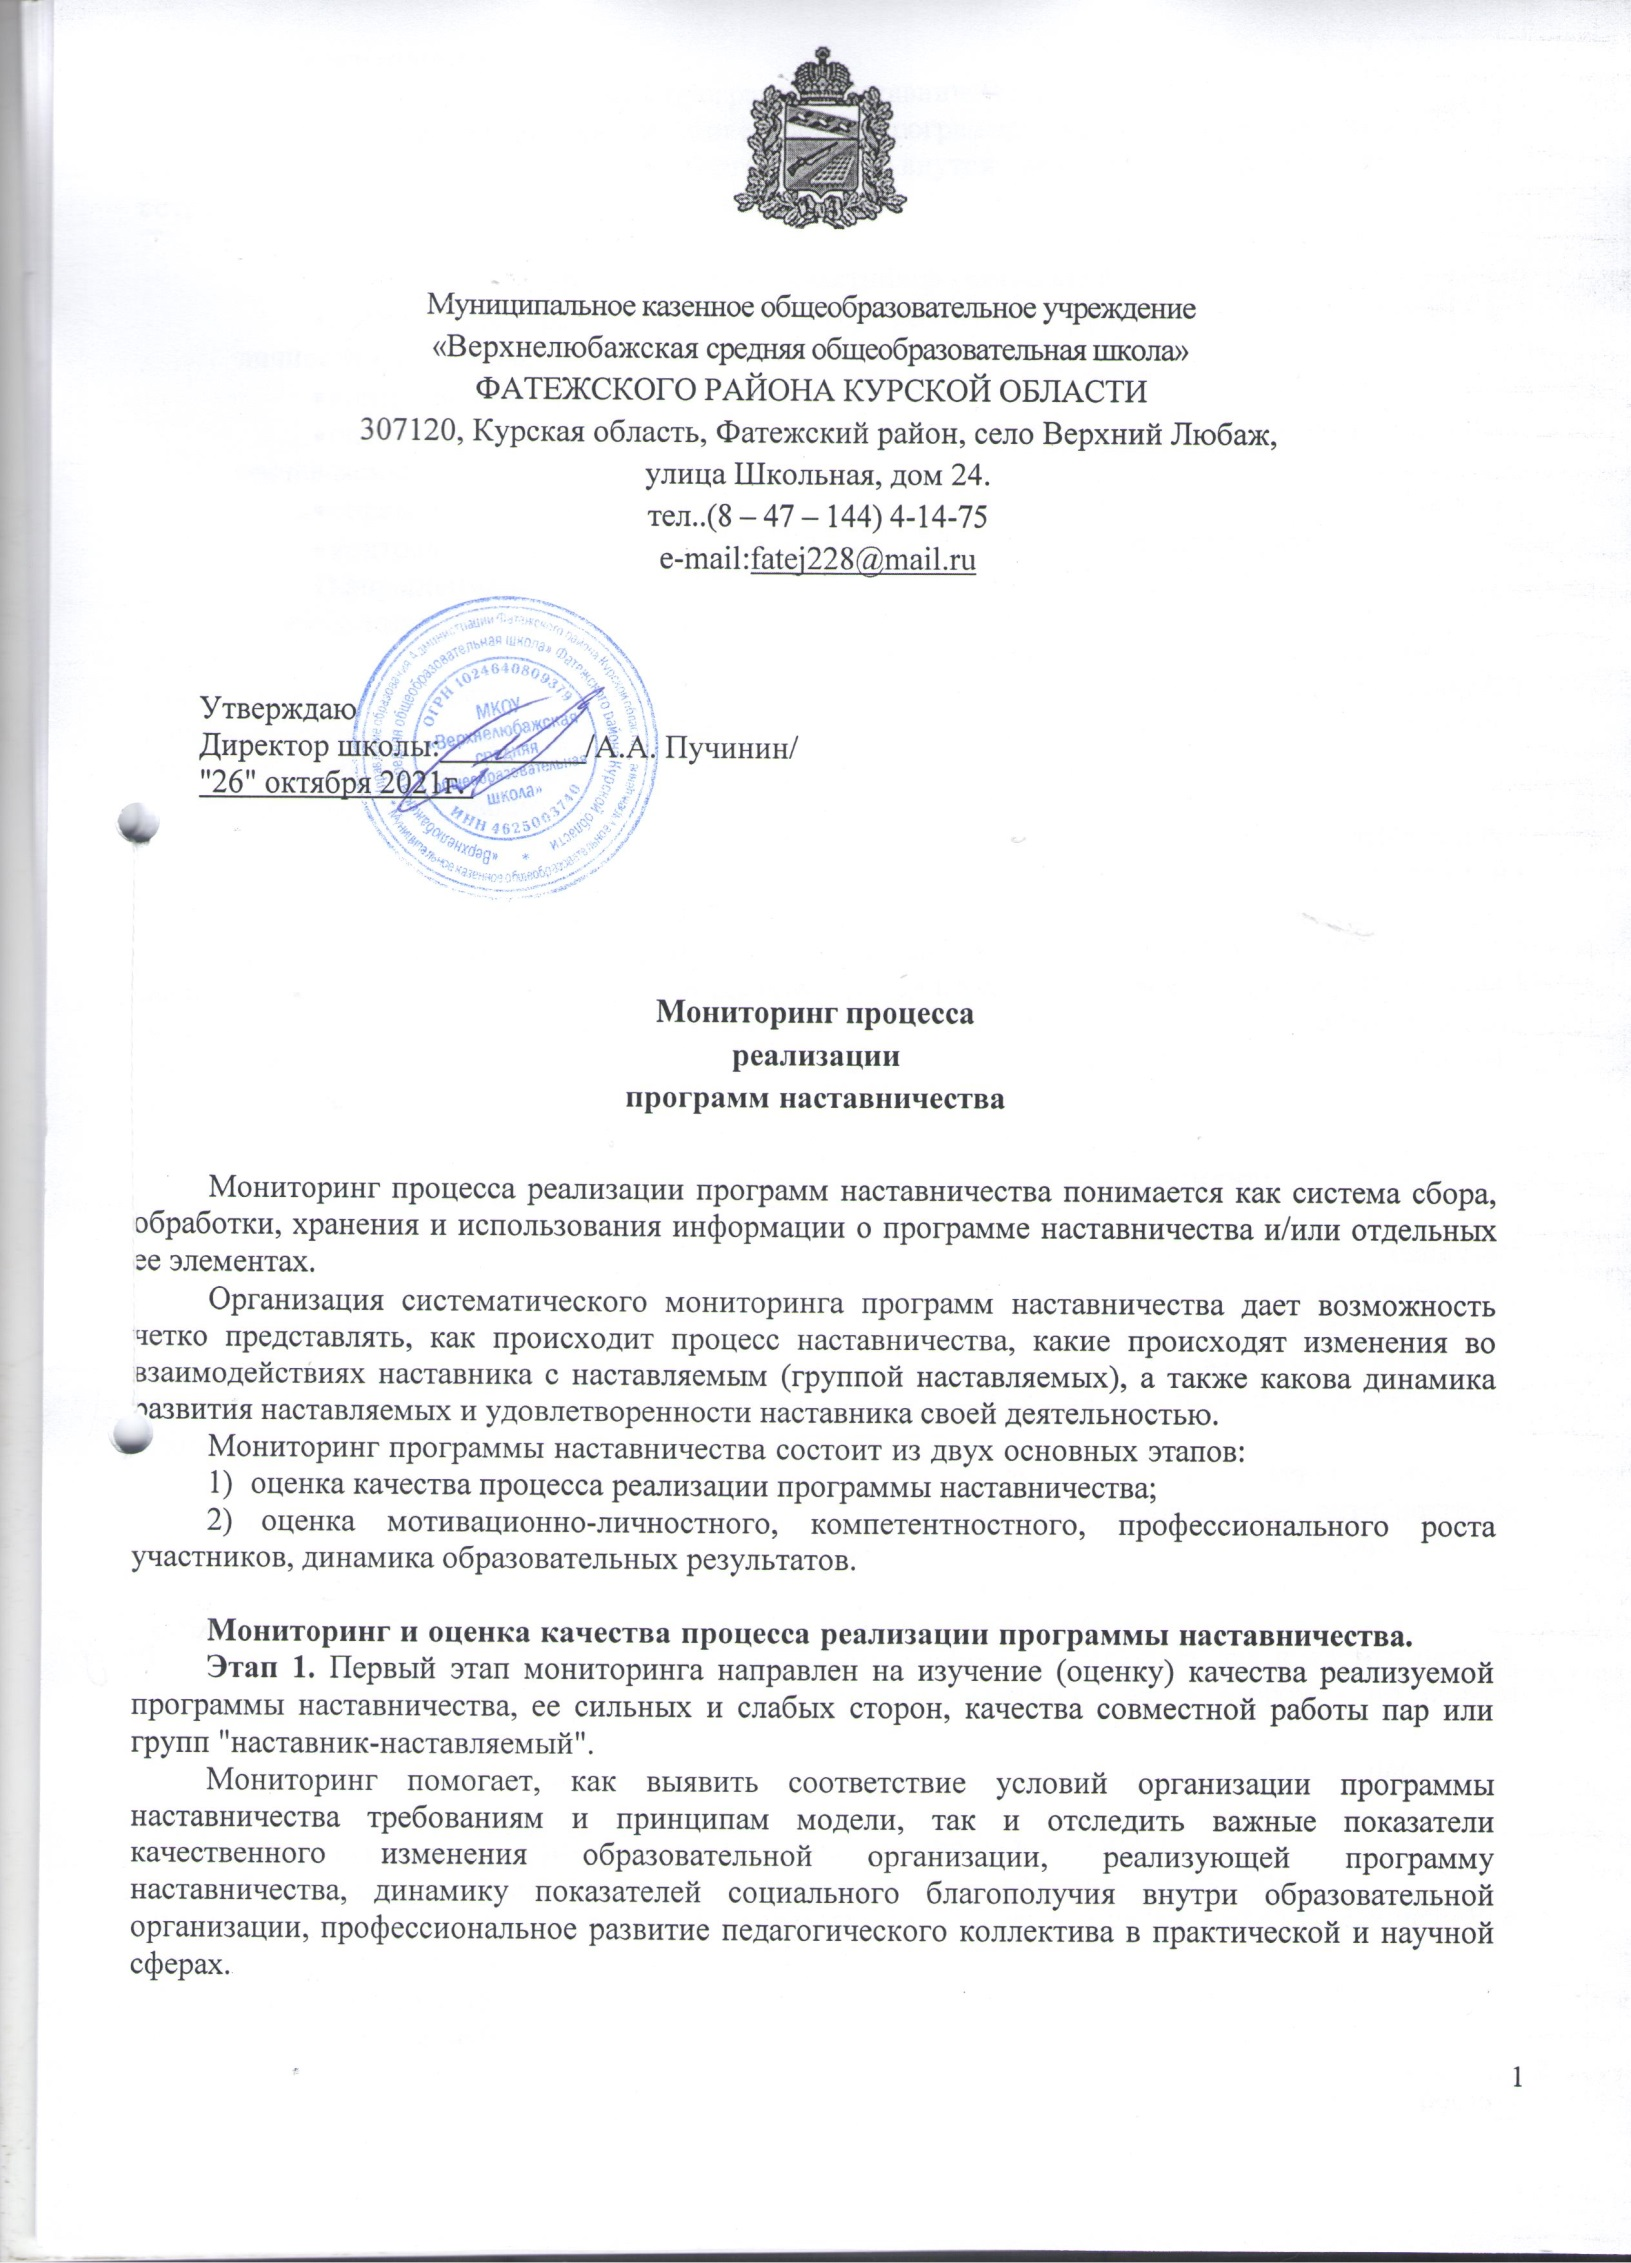 Муниципальное казенное общеобразовательное учреждение
«Верхнелюбажская средняя общеобразовательная школа»
ФАТЕЖСКОГО РАЙОНА КУРСКОЙ ОБЛАСТИ
307120, Курская область, Фатежский район, село Верхний Любаж,
улица Школьная, дом 24.
тел..(8 – 47 – 144) 4-14-75
e-mail:fatej228@mail.ru
Утверждаю
Директор школы:_________/А.А. Пучинин/
"26" октября 2021г.
ОГРН 1024640809379
МКОУ
«Верхнелюбажская
средняя
общеобразовательная
школа»
ИНН 4625003740
Мониторинг процесса
реализации
программ наставничества
Мониторинг процесса реализации программ наставничества понимается как система сбора,
обработки, хранения и использования информации о программе наставничества и/или отдельных
ее элементах.
Организация систематического мониторинга программ наставничества дает возможность
четко представлять, как происходит процесс наставничества, какие происходят изменения во
взаимодействиях наставника с наставляемым (группой наставляемых), а также какова динамика
развития наставляемых и удовлетворенности наставника своей деятельностью.
Мониторинг программы наставничества состоит из двух основных этапов:
1) оценка качества процесса реализации программы наставничества;
2) оценка мотивационно-личностного, компетентностного, профессионального роста
участников, динамика образовательных результатов.
Мониторинг и оценка качества процесса реализации программы наставничества.
Этап 1. Первый этап мониторинга направлен на изучение (оценку) качества реализуемой
программы наставничества, ее сильных и слабых сторон, качества совместной работы пар или
групп "наставник-наставляемый".
Мониторинг помогает, как выявить соответствие условий организации программы
наставничества требованиям и принципам модели, так и отследить важные показатели
качественного изменения образовательной организации, реализующей программу
наставничества, динамику показателей социального благополучия внутри образовательной
организации, профессиональное развитие педагогического коллектива в практической и научной
сферах.
1